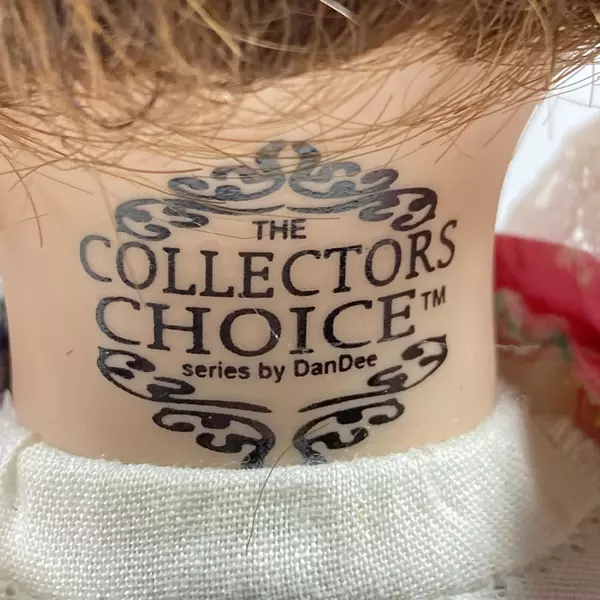 THE
COLLECTORS
CHOICE™
series by DanDee